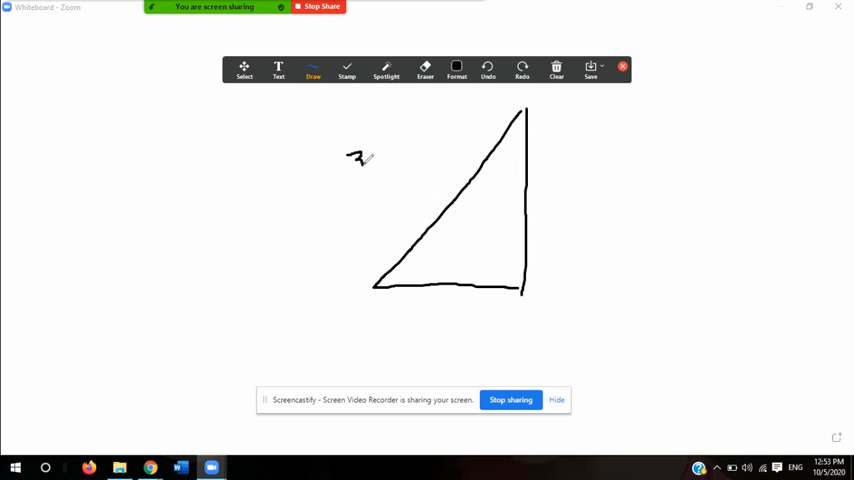 Whiteboard - Zoom
You are screen sharing
Stop Share
Select Text Draw Stamp Spotlight Eraser Format Undo Redo Clear Save
Screencastify - Screen Video Recorder is sharing your screen. Stop sharing Hide
ENG
12:53 PM
10/5/2020